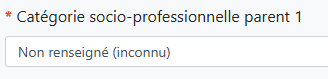 * Catégorie socio-professionnelle parent 1
Non renseigné (inconnu)